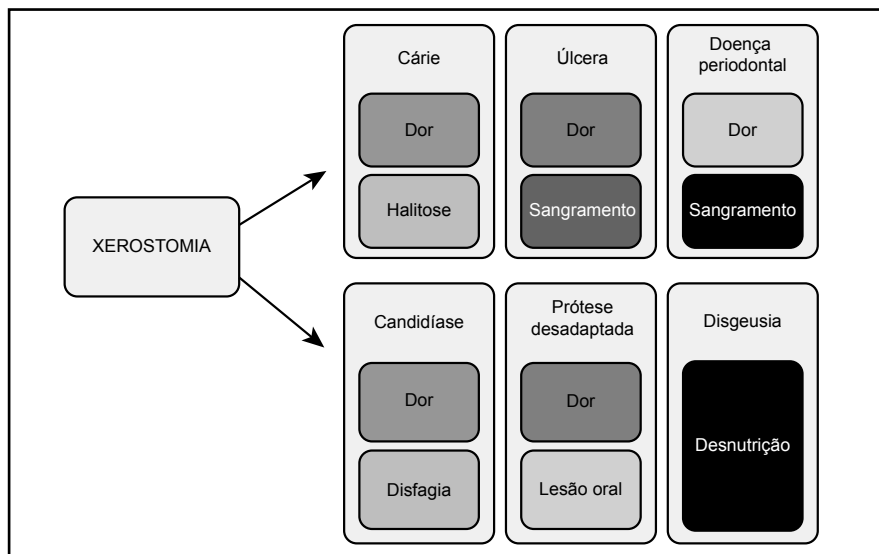 XEROSTOMIA
Cárie
Dor
Halitose
Úlcera
Dor
Sangramento
Doença
periodontal
Dor
Sangramento
Candidíase
Dor
Disfagia
Prótese
desadaptada
Dor
Lesão oral
Disgeusia
Desnutrição